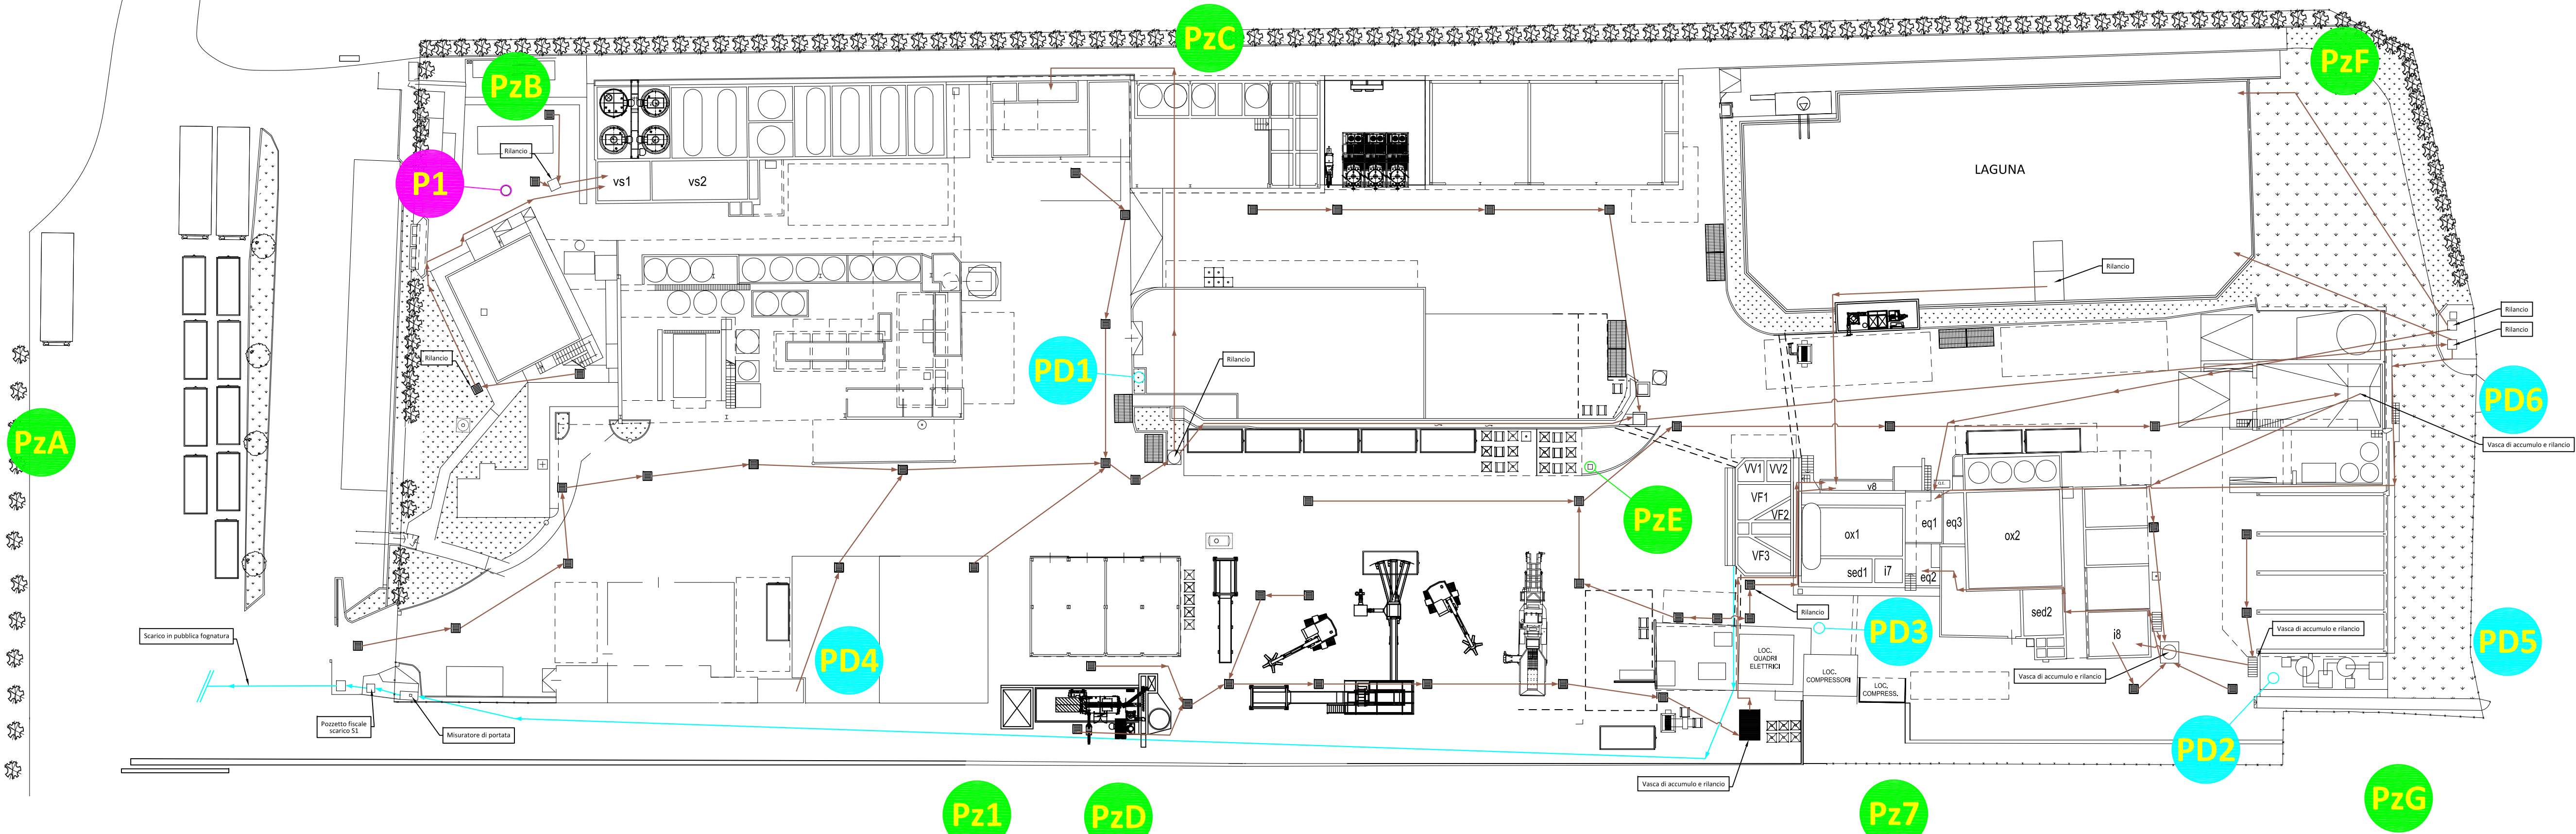 PzC
PzF
PzB
Rilancio
P1
vs1
vs2
LAGUNA
Rilancio
Rilancio
Rilancio
Rilancio
Rilancio
PD1
PD6
PzA
Vasca di accumulo e rilancio
VV1
VV2
VF1
VF2
VF3
v8
PzE
eq1
eq3
ox1
ox2
sed1
i7
eq2
Rilancio
sed2
i8
PD3
PD5
Scarico in pubblica fognatura
PD4
LOC.
QUADRI
ELETTRICI
LOC.
COMPRESSORI
LOC.
COMPRESS.
Vasca di accumulo e rilancio
Vasca di accumulo e rilancio
Pozzetto fiscale
scarico S1
Misuratore di portata
PD2
Vasca di accumulo e rilancio
Pz1
PzD
Pz7
PzG